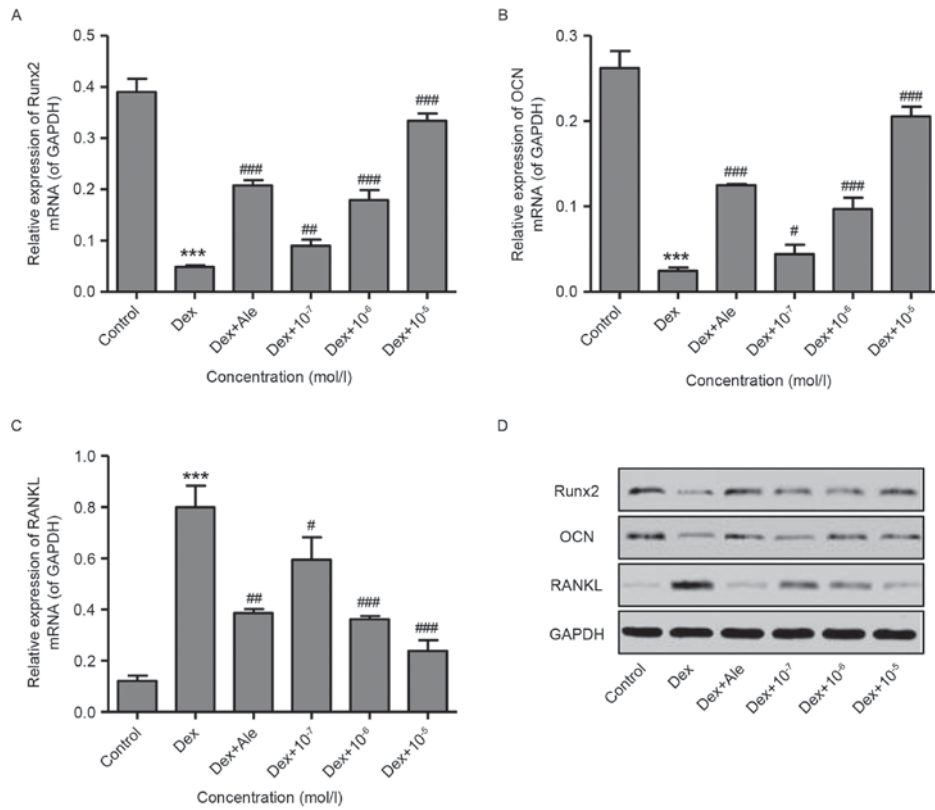 A
Relative expression of Runx2
mRNA (of GAPDH)
0.5
0.4
0.3
0.2
0.1
0.0
***
###
##
###
###
Control
Dex
Dex+Ale
Dex+10⁻⁷
Dex+10⁻⁶
Dex+10⁻⁵
Concentration (mol/l)
B
Relative expression of OCN
mRNA (of GAPDH)
0.3
0.2
0.1
0.0
***
###
#
###
###
Control
Dex
Dex+Ale
Dex+10⁻⁷
Dex+10⁻⁶
Dex+10⁻⁵
Concentration (mol/l)
C
Relative expression of RANKL
mRNA (of GAPDH)
1.0
0.8
0.6
0.4
0.2
0.0
***
##
#
###
###
Control
Dex
Dex+Ale
Dex+10⁻⁷
Dex+10⁻⁶
Dex+10⁻⁵
Concentration (mol/l)
D
Runx2
OCN
RANKL
GAPDH
Control
Dex
Dex+Ale
Dex+10⁻⁷
Dex+10⁻⁶
Dex+10⁻⁵